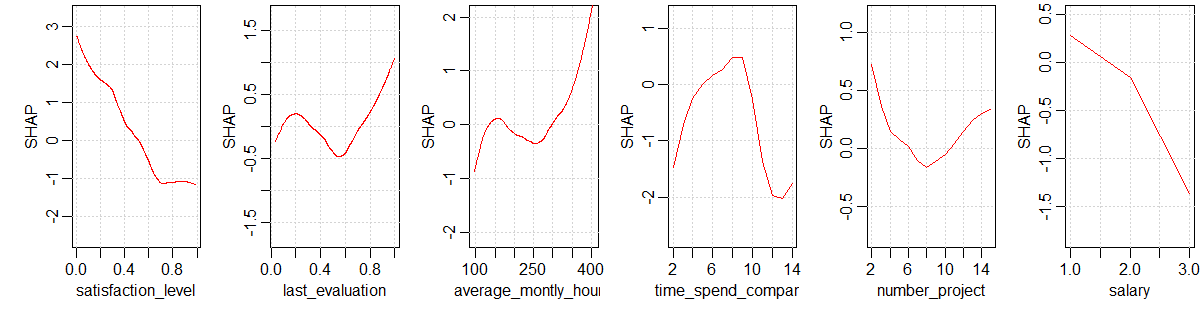 SHAP
3
2
1
0
-1
-2
0.0 0.4 0.8
satisfaction_level
SHAP
1.5
0.5
-0.5
-1.5
0.0 0.4 0.8
last_evaluation
SHAP
2
1
0
-1
-2
100 250 400
average_montly_hour
SHAP
1
0
-1
-2
2 6 10 14
time_spend_compar
SHAP
1.0
0.5
0.0
-0.5
2 6 10 14
number_project
SHAP
0.5
0.0
-0.5
-1.0
-1.5
1.0 2.0 3.0
salary